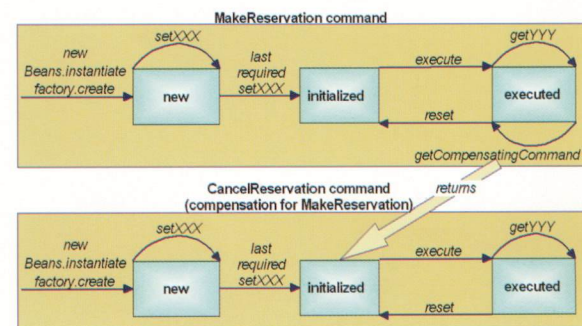 MakeReservation command
new
Beans.instantiate
factory.create
setXXX
new
last
required
setXXX
initialized
execute
reset
getYYY
executed
getCompensatingCommand
returns
CancelReservation command
(compensation for MakeReservation)
new
Beans.instantiate
factory.create
setXXX
new
last
required
setXXX
initialized
execute
reset
getYYY
executed